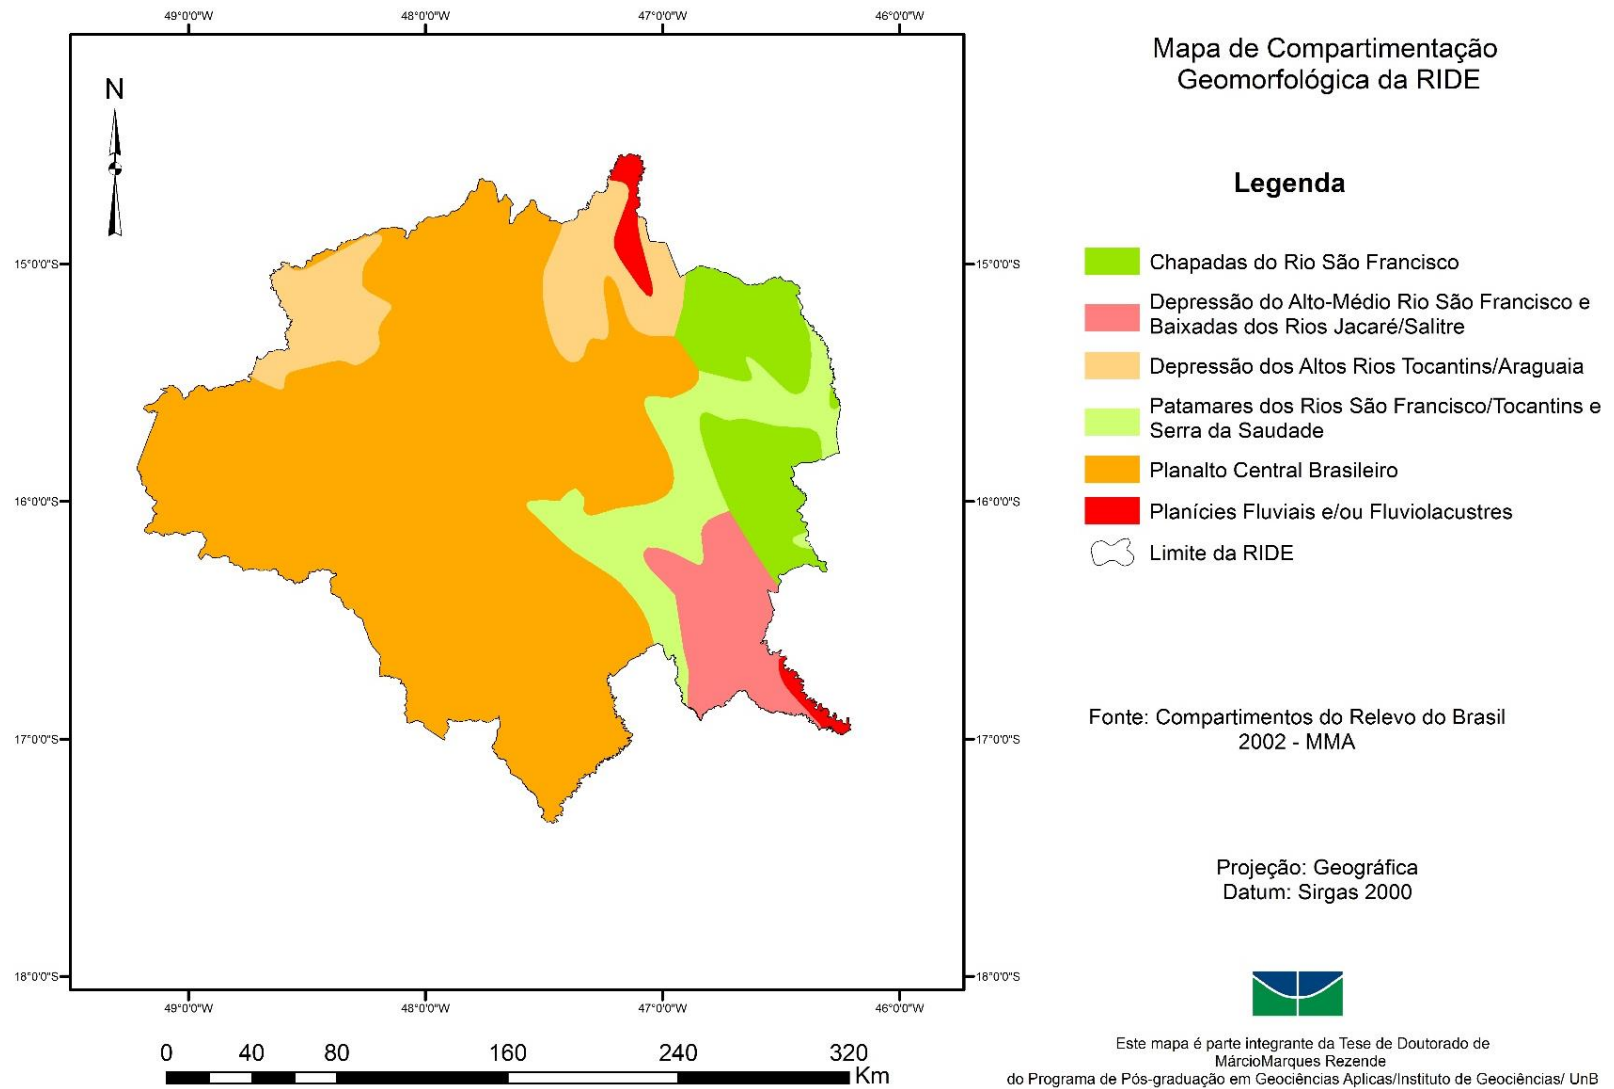 49°0'0"W 48°0'0"W 47°0'0"W 46°0'0"W
Mapa de Compartimentação
Geomorfológica da RIDE
N
Legenda
15°0'0"S 15°0'0"S
Chapadas do Rio São Francisco
Depressão do Alto-Médio Rio São Francisco e
Baixadas dos Rios Jacaré/Salitre
Depressão dos Altos Rios Tocantins/Araguaia
Patamares dos Rios São Francisco/Tocantins e
Serra da Saudade
Planalto Central Brasileiro
16°0'0"S 16°0'0"S
Planícies Fluviais e/ou Fluviolacustres
Limite da RIDE
Fonte: Compartimentos do Relevo do Brasil
2002 - MMA
17°0'0"S 17°0'0"S
Projeção: Geográfica
Datum: Sirgas 2000
18°0'0"S 18°0'0"S
49°0'0"W 48°0'0"W 47°0'0"W 46°0'0"W
0 40 80 160 240 320
Km
Este mapa é parte integrante da Tese de Doutorado de
MárcioMarques Rezende
do Programa de Pós-graduação em Geociências Aplicas/Instituto de Geociências/ UnB